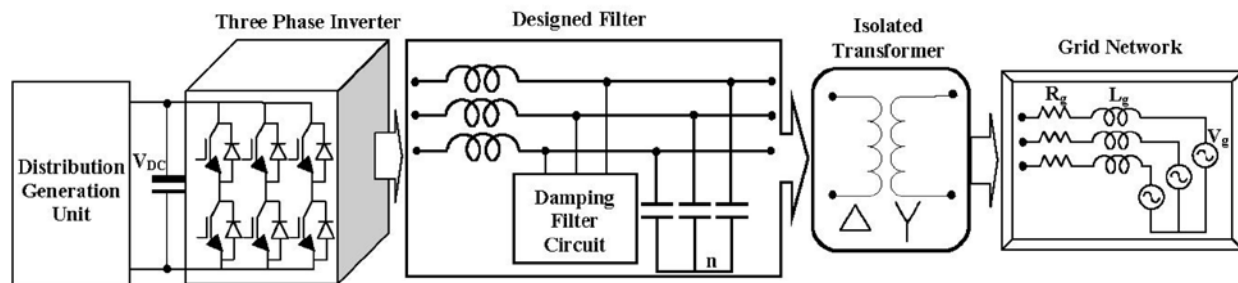 Three Phase Inverter
Designed Filter
Isolated
Transformer
Grid Network
Distribution
Generation
Unit
V_DC
Damping
Filter
Circuit
n
R_g
L_g
V_g